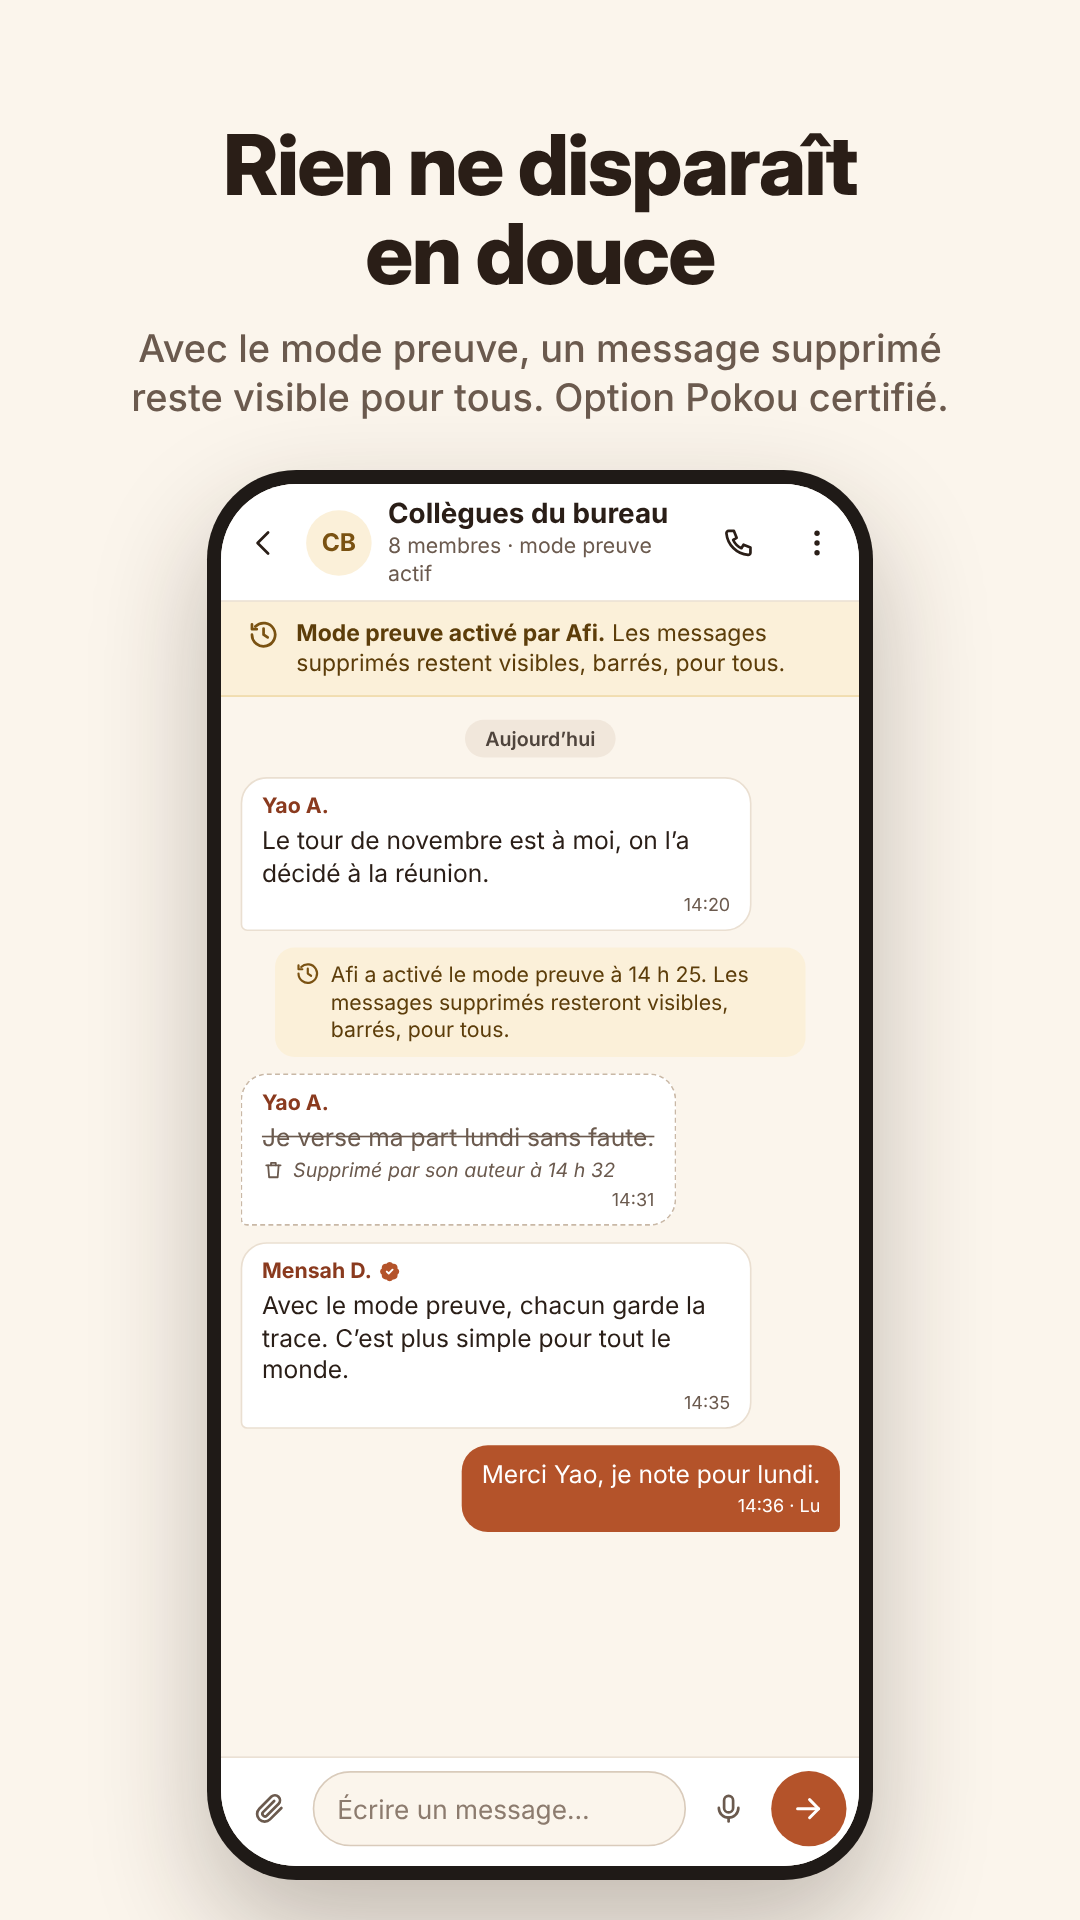 Rien ne disparaît
en douce
Avec le mode preuve, un message supprimé
reste visible pour tous. Option Pokou certifié.
CB
Collègues du bureau
8 membres · mode preuve
actif
Mode preuve activé par Afi. Les messages
supprimés restent visibles, barrés, pour tous.
Aujourd’hui
Yao A.
Le tour de novembre est à moi, on l’a
décidé à la réunion.
14:20
Afi a activé le mode preuve à 14 h 25. Les
messages supprimés resteront visibles,
barrés, pour tous.
Yao A.
Je verse ma part lundi sans faute.
Supprimé par son auteur à 14 h 32
14:31
Mensah D.
Avec le mode preuve, chacun garde la
trace. C’est plus simple pour tout le
monde.
14:35
Merci Yao, je note pour lundi.
14:36 · Lu
Écrire un message…